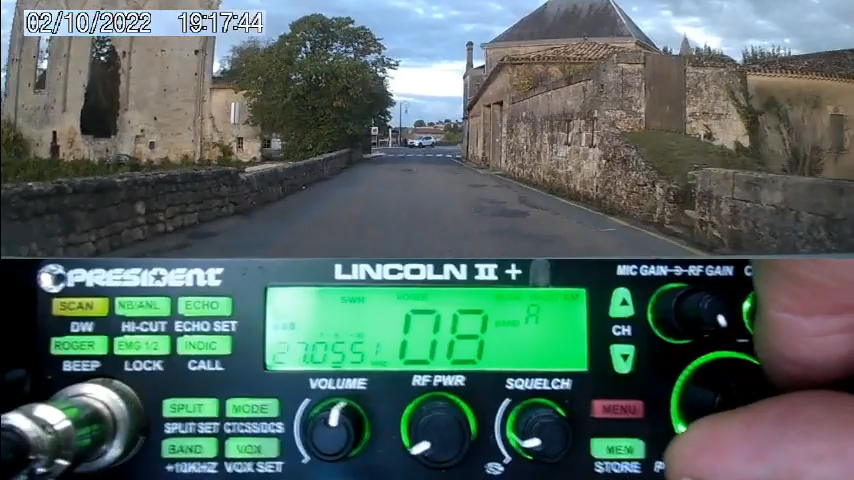 02/10/2022 19:17:44
PRESIDENT LINCOLN II + MIC GAIN RF GAIN
SCAN NB/ANL ECHO
DW HI-CUT ECHO SET
ROGER EMG 1/2 INDIC
BEEP LOCK CALL
SWR
08
BAND A
27.055
CH
VOLUME RF PWR SQUELCH
SPLIT MODE
SPLIT SET CTCSS/DCS
BAND VOX
+10KHZ VOX SET
MENU
MEM
STORE